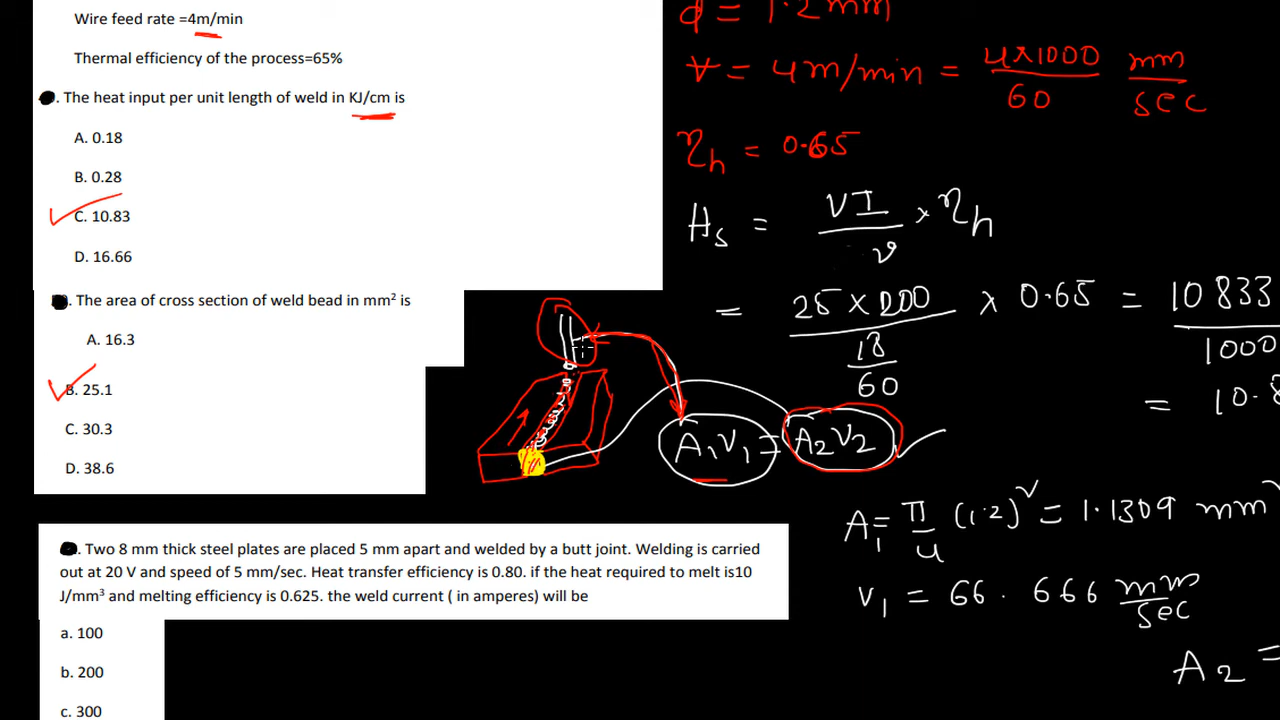 Wire feed rate =4m/min
Thermal efficiency of the process=65%
. The heat input per unit length of weld in KJ/cm is
A. 0.18
B. 0.28
C. 10.83
D. 16.66
. The area of cross section of weld bead in mm²is
A. 16.3
B. 25.1
C. 30.3
D. 38.6
. Two 8 mm thick steel plates are placed 5 mm apart and welded by a butt joint. Welding is carried
out at 20 V and speed of 5 mm/sec. Heat transfer efficiency is 0.80. if the heat required to melt is10
J/mm³ and melting efficiency is 0.625. the weld current ( in amperes) will be
a. 100
b. 200
c. 300
d = 1.2 mm
v = 4m/min = 4×1000/60 mm/sec
ηh = 0.65
Hs = VI/v × ηh
= 25 × 200/(18/60) × 0.65 = 10833/1000
= 10.8
A₁V₁ = A₂V₂
A₁ = π/4 (1.2)² = 1.1309 mm²
V₁ = 66.666 mm/sec
A₂ =